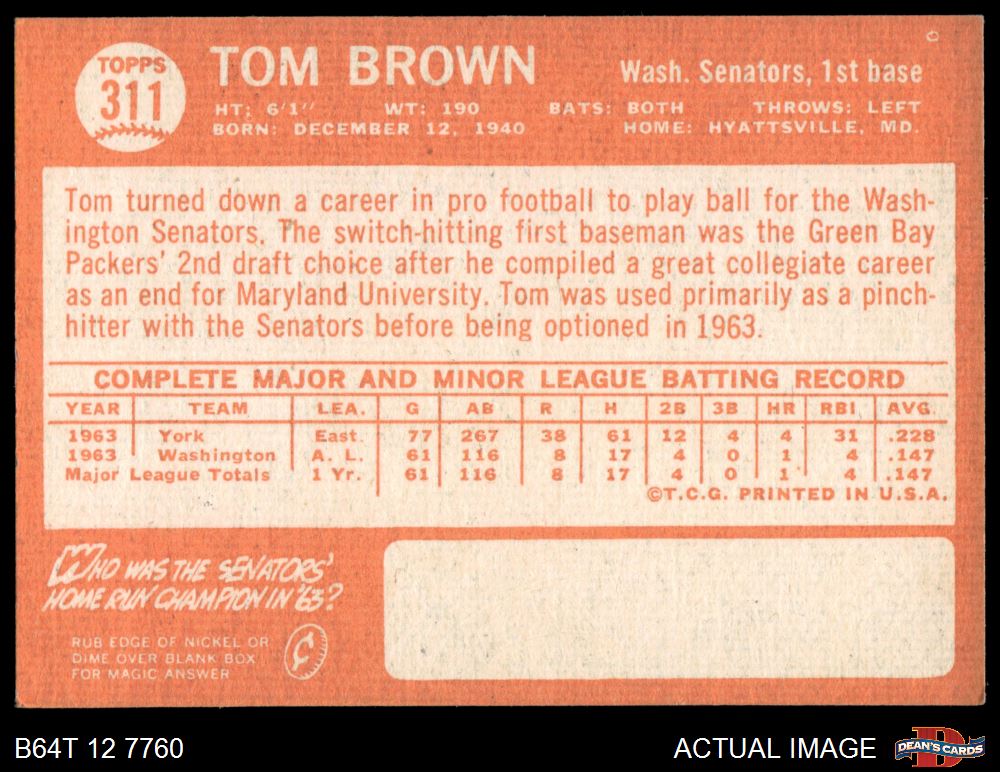 TOPPS
311
TOM BROWN
Wash. Senators, 1st base
HT: 6'1" WT: 190 BATS: BOTH THROWS: LEFT
BORN: DECEMBER 12, 1940 HOME: HYATTSVILLE, MD.
Tom turned down a career in pro football to play ball for the Wash-
ington Senators. The switch-hitting first baseman was the Green Bay
Packers' 2nd draft choice after he compiled a great collegiate career
as an end for Maryland University. Tom was used primarily as a pinch-
hitter with the Senators before being optioned in 1963.
COMPLETE MAJOR AND MINOR LEAGUE BATTING RECORD
YEAR TEAM LEA. G AB R H 2B 3B HR RBI AVG.
1963 York East. 77 267 38 61 12 4 4 31 .228
1963 Washington A. L. 61 116 8 17 4 0 1 4 .147
Major League Totals 1 Yr. 61 116 8 17 4 0 1 4 .147
©T.C.G. PRINTED IN U.S.A.
WHO WAS THE SENATORS'
HOME RUN CHAMPION IN '63?
RUB EDGE OF NICKEL OR
DIME OVER BLANK BOX
FOR MAGIC ANSWER
¢
B64T 12 7760
ACTUAL IMAGE
D
DEAN'S CARDS